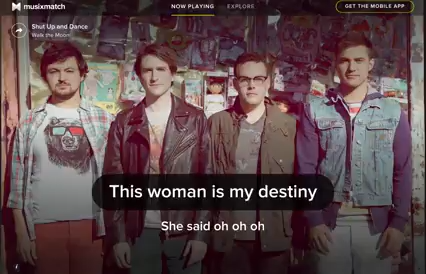 musixmatch
NOW PLAYING
EXPLORE
GET THE MOBILE APP
Shut Up and Dance
Walk the Moon
This woman is my destiny
She said oh oh oh